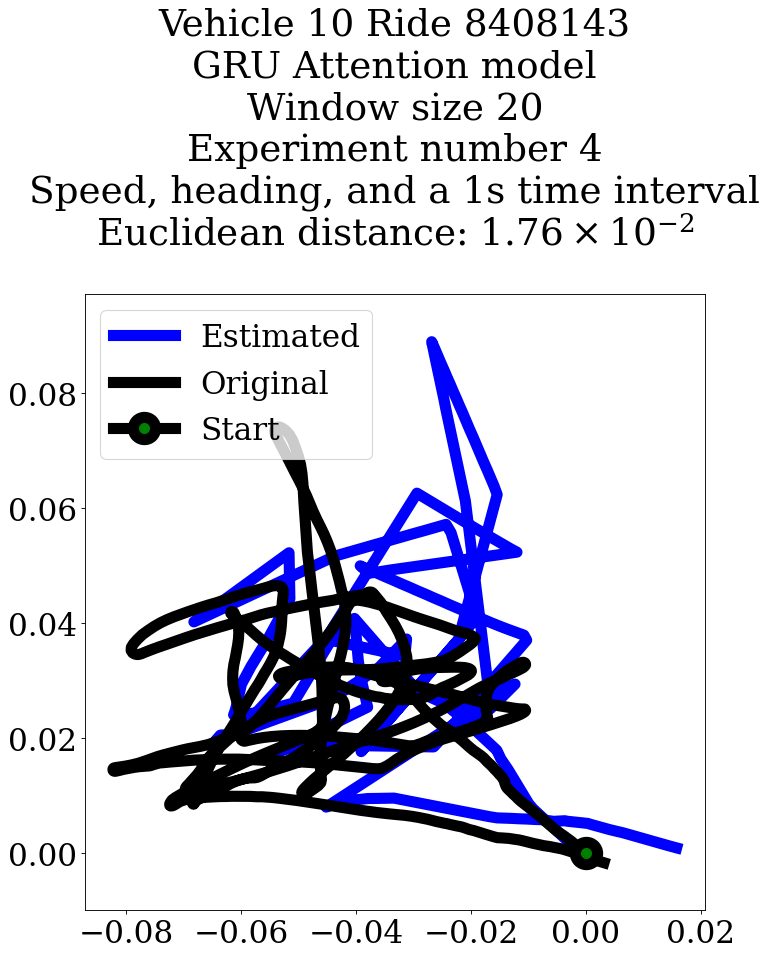 Vehicle 10 Ride 8408143
GRU Attention model
Window size 20
Experiment number 4
Speed, heading, and a 1s time interval
Euclidean distance: 1.76 × 10⁻²
Estimated
Original
Start
0.08
0.06
0.04
0.02
0.00
−0.08 −0.06 −0.04 −0.02 0.00 0.02